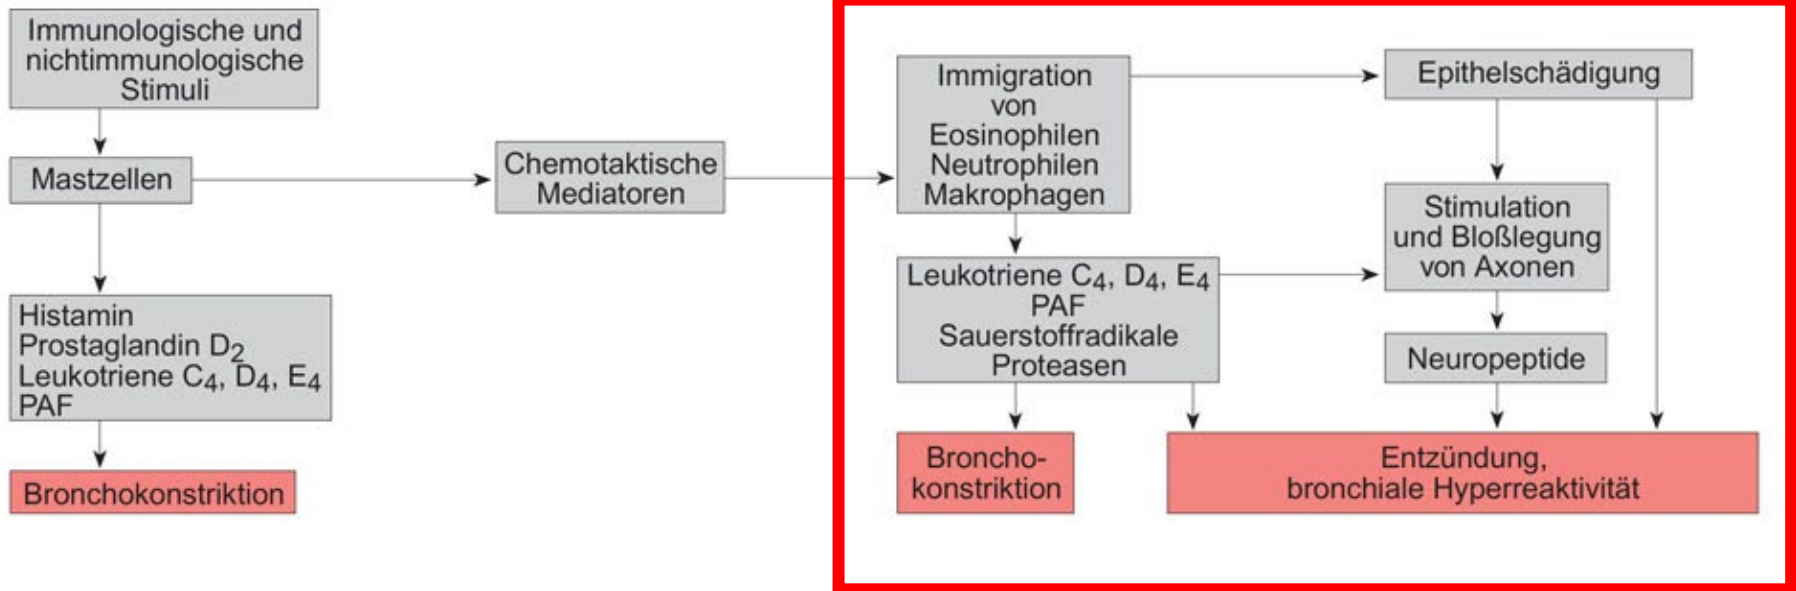 Immunologische und
nichtimmunologische
Stimuli
Mastzellen
Histamin
Prostaglandin D2
Leukotriene C4, D4, E4
PAF
Bronchokonstriktion
Chemotaktische
Mediatoren
Immigration
von
Eosinophilen
Neutrophilen
Makrophagen
Leukotriene C4, D4, E4
PAF
Sauerstoffradikale
Proteasen
Broncho-
konstriktion
Epithelschädigung
Stimulation
und Bloßlegung
von Axonen
Neuropeptide
Entzündung,
bronchiale Hyperreaktivität